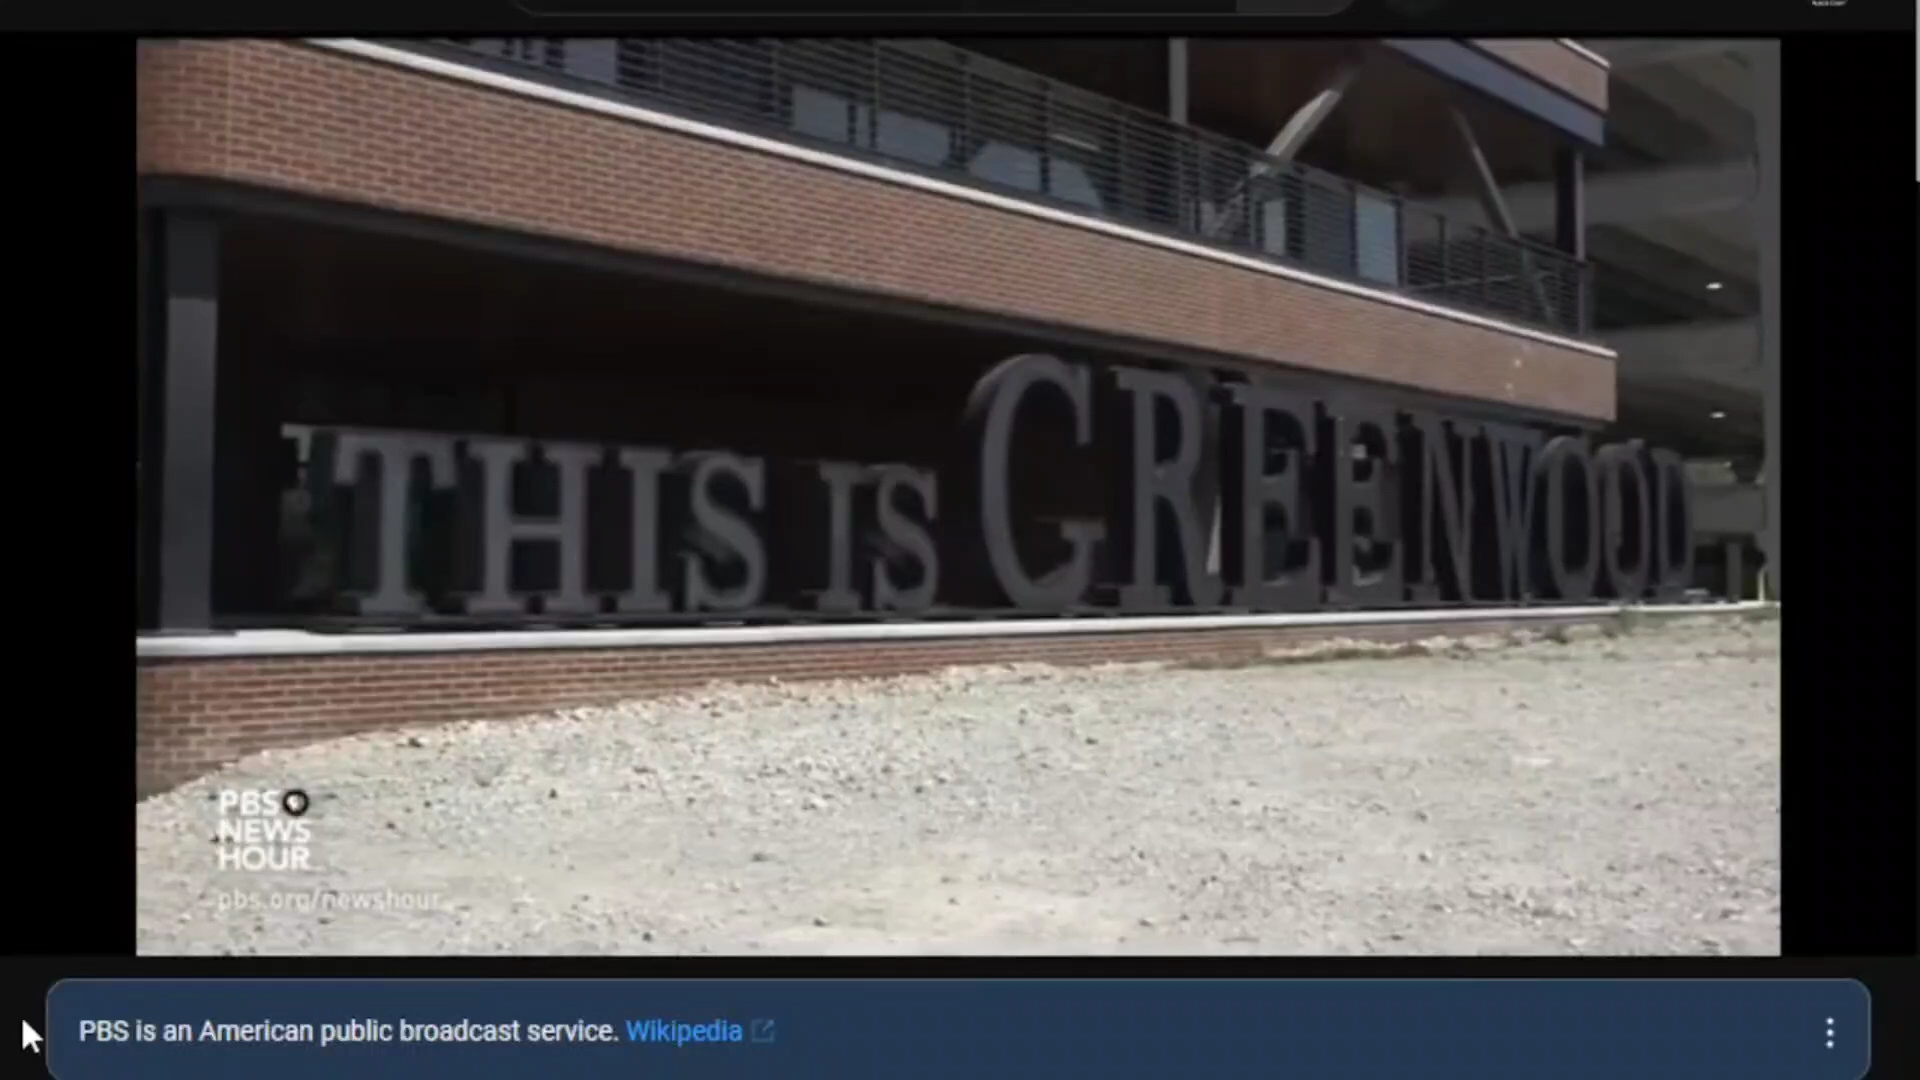 THIS IS GREENWOOD
PBS
NEWS
HOUR
pbs.org/newshour
PBS is an American public broadcast service. Wikipedia